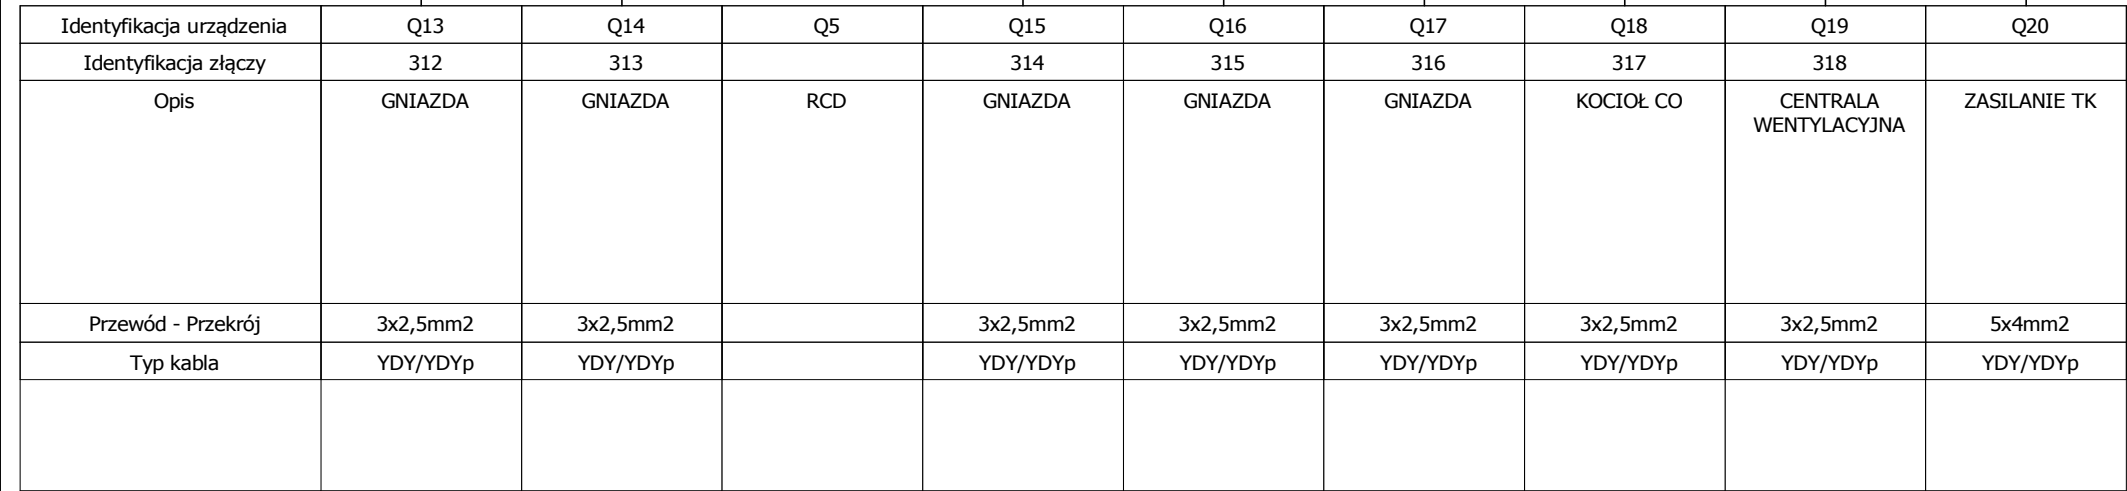 Identyfikacja urządzenia Q13 Q14 Q5 Q15 Q16 Q17 Q18 Q19 Q20
Identyfikacja złączy 312 313 314 315 316 317 318
Opis GNIAZDA GNIAZDA RCD GNIAZDA GNIAZDA GNIAZDA KOCIOŁ CO CENTRALA ZASILANIE TK
WENTYLACYJNA
Przewód - Przekrój 3x2,5mm2 3x2,5mm2 3x2,5mm2 3x2,5mm2 3x2,5mm2 3x2,5mm2 3x2,5mm2 5x4mm2
Typ kabla YDY/YDYp YDY/YDYp YDY/YDYp YDY/YDYp YDY/YDYp YDY/YDYp YDY/YDYp YDY/YDYp